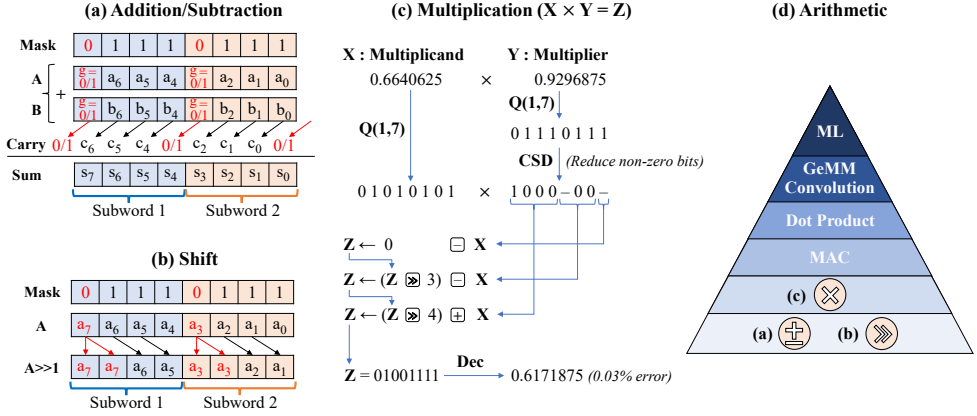 (a) Addition/Subtraction
Mask 0 1 1 1 0 1 1 1
A g = 0/1 a6 a5 a4 g = 0/1 a2 a1 a0
+
B g = 0/1 b6 b5 b4 g = 0/1 b2 b1 b0
Carry 0/1 c6 c5 c4 0/1 c2 c1 c0 0/1
Sum s7 s6 s5 s4 s3 s2 s1 s0
Subword 1 Subword 2
(b) Shift
Mask 0 1 1 1 0 1 1 1
A a7 a6 a5 a4 a3 a2 a1 a0
A>>1 a7 a7 a6 a5 a3 a3 a2 a1
Subword 1 Subword 2
(c) Multiplication (X × Y = Z)
X : Multiplicand Y : Multiplier
0.6640625 × 0.9296875
Q(1,7) Q(1,7)
0 1 1 1 0 1 1 1
CSD (Reduce non-zero bits)
0 1 0 1 0 1 0 1 × 1 0 0 0 – 0 0 –
Z ← 0 − X
Z ← (Z >> 3) − X
Z ← (Z >> 4) + X
Dec
Z = 01001111 0.6171875 (0.03% error)
(d) Arithmetic
ML
GeMM
Convolution
Dot Product
MAC
(c) ×
(a) ± (b) >>